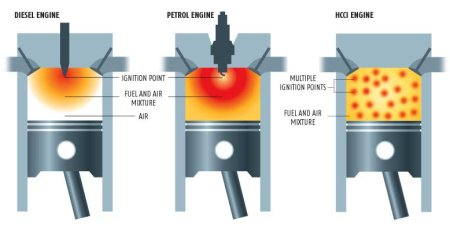 DIESEL ENGINE
PETROL ENGINE
HCCI ENGINE
IGNITION POINT
FUEL AND AIR
MIXTURE
AIR
MULTIPLE
IGNITION POINTS
FUEL AND AIR
MIXTURE